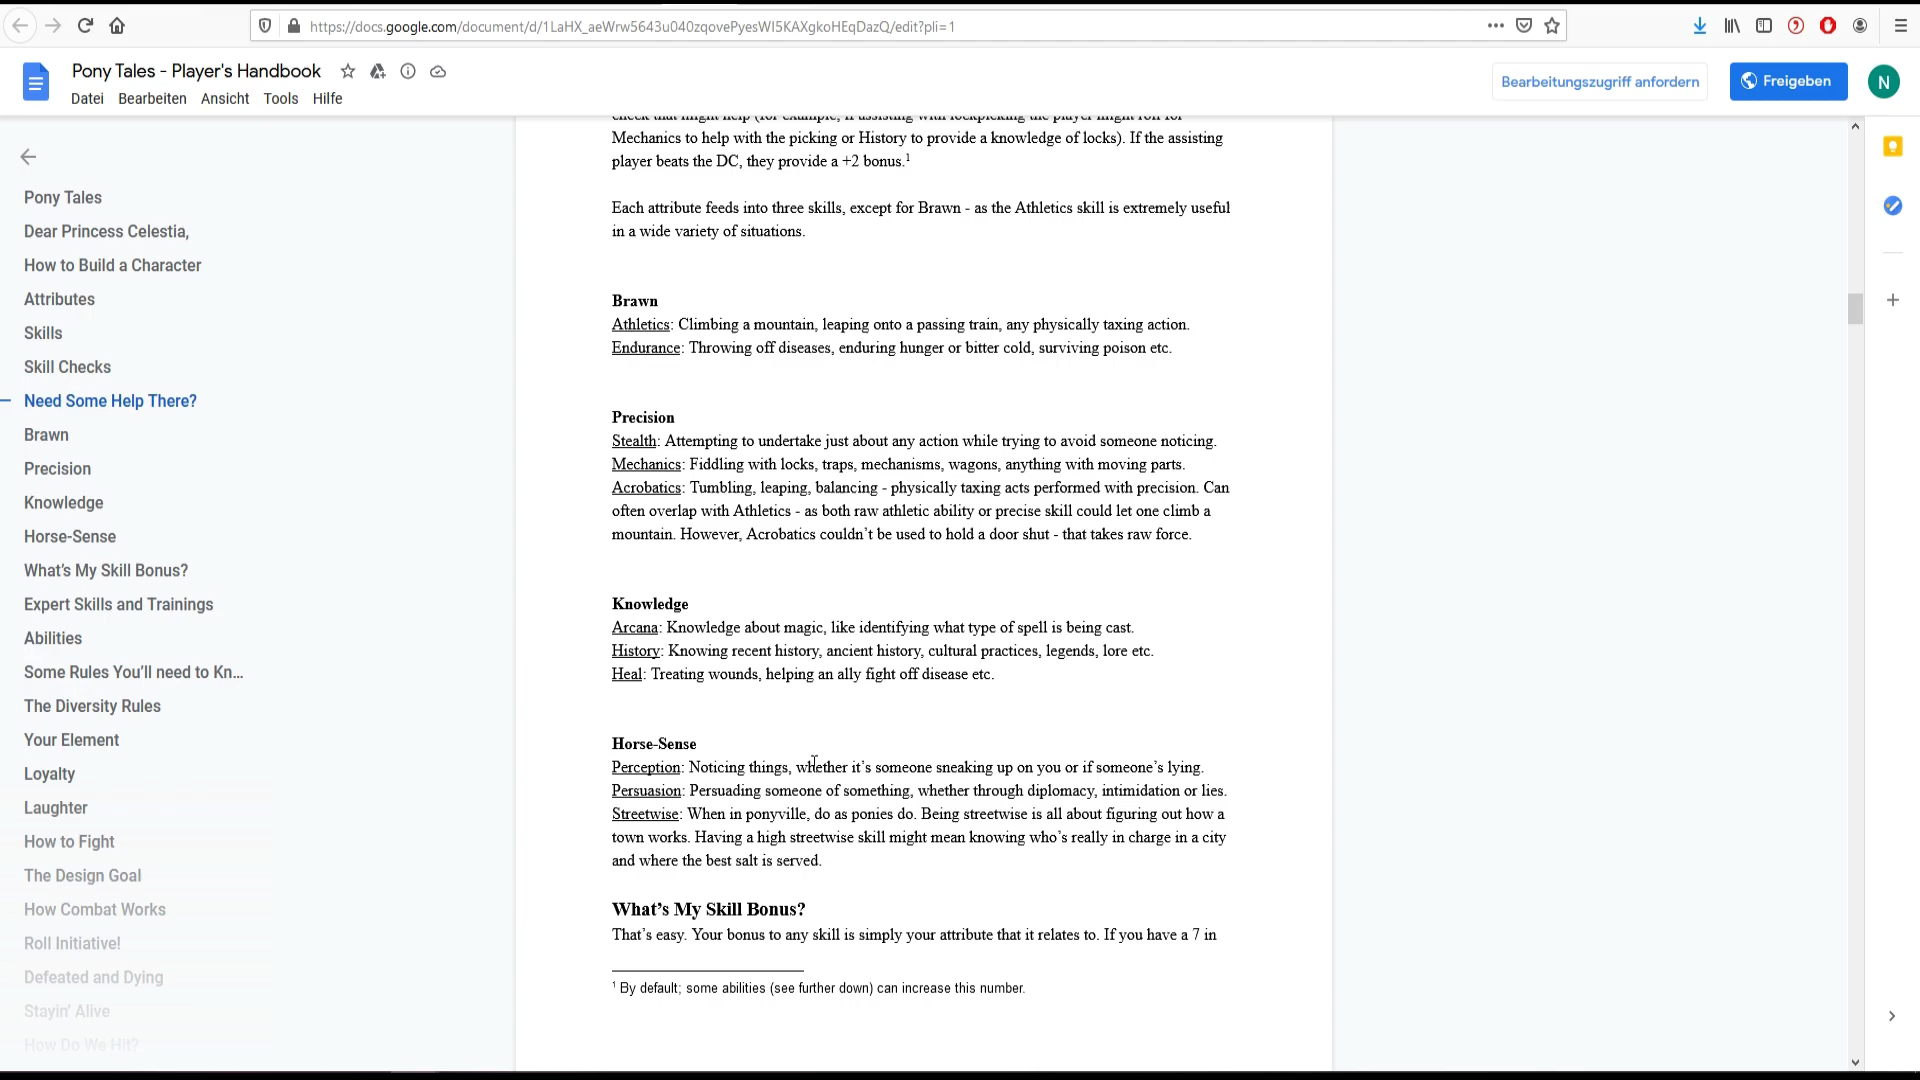 https://docs.google.com/document/d/1LaHX_aeWrw5643u040zqovePyesWI5KAXgkoHEqDazQ/edit?pli=1
Pony Tales - Player's Handbook
Datei Bearbeiten Ansicht Tools Hilfe
Bearbeitungszugriff anfordern
Freigeben
N
Pony Tales
Dear Princess Celestia,
How to Build a Character
Attributes
Skills
Skill Checks
Need Some Help There?
Brawn
Precision
Knowledge
Horse-Sense
What's My Skill Bonus?
Expert Skills and Trainings
Abilities
Some Rules You'll need to Kn...
The Diversity Rules
Your Element
Loyalty
Laughter
How to Fight
The Design Goal
How Combat Works
Roll Initiative!
Defeated and Dying
Stayin' Alive
How Do We Hit?
check that might help (for example, if assisting with lockpicking the player might roll for
Mechanics to help with the picking or History to provide a knowledge of locks). If the assisting
player beats the DC, they provide a +2 bonus.¹
Each attribute feeds into three skills, except for Brawn - as the Athletics skill is extremely useful
in a wide variety of situations.
Brawn
Athletics: Climbing a mountain, leaping onto a passing train, any physically taxing action.
Endurance: Throwing off diseases, enduring hunger or bitter cold, surviving poison etc.
Precision
Stealth: Attempting to undertake just about any action while trying to avoid someone noticing.
Mechanics: Fiddling with locks, traps, mechanisms, wagons, anything with moving parts.
Acrobatics: Tumbling, leaping, balancing - physically taxing acts performed with precision. Can
often overlap with Athletics - as both raw athletic ability or precise skill could let one climb a
mountain. However, Acrobatics couldn't be used to hold a door shut - that takes raw force.
Knowledge
Arcana: Knowledge about magic, like identifying what type of spell is being cast.
History: Knowing recent history, ancient history, cultural practices, legends, lore etc.
Heal: Treating wounds, helping an ally fight off disease etc.
Horse-Sense
Perception: Noticing things, whether it's someone sneaking up on you or if someone's lying.
Persuasion: Persuading someone of something, whether through diplomacy, intimidation or lies.
Streetwise: When in ponyville, do as ponies do. Being streetwise is all about figuring out how a
town works. Having a high streetwise skill might mean knowing who's really in charge in a city
and where the best salt is served.
What's My Skill Bonus?
That's easy. Your bonus to any skill is simply your attribute that it relates to. If you have a 7 in
¹ By default; some abilities (see further down) can increase this number.